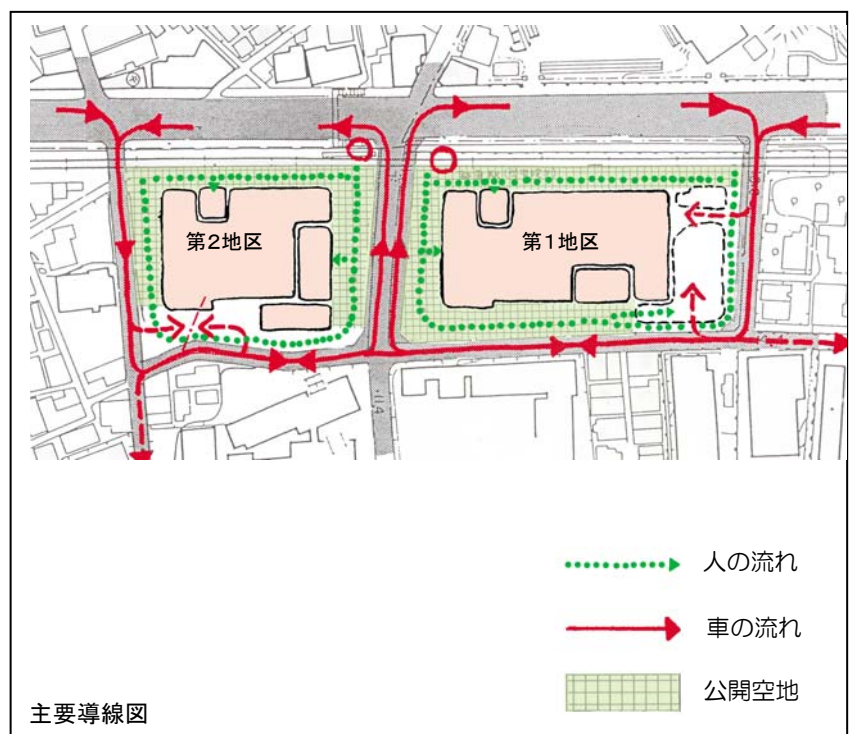 第2地区
第1地区
人の流れ
車の流れ
公開空地
主要導線図